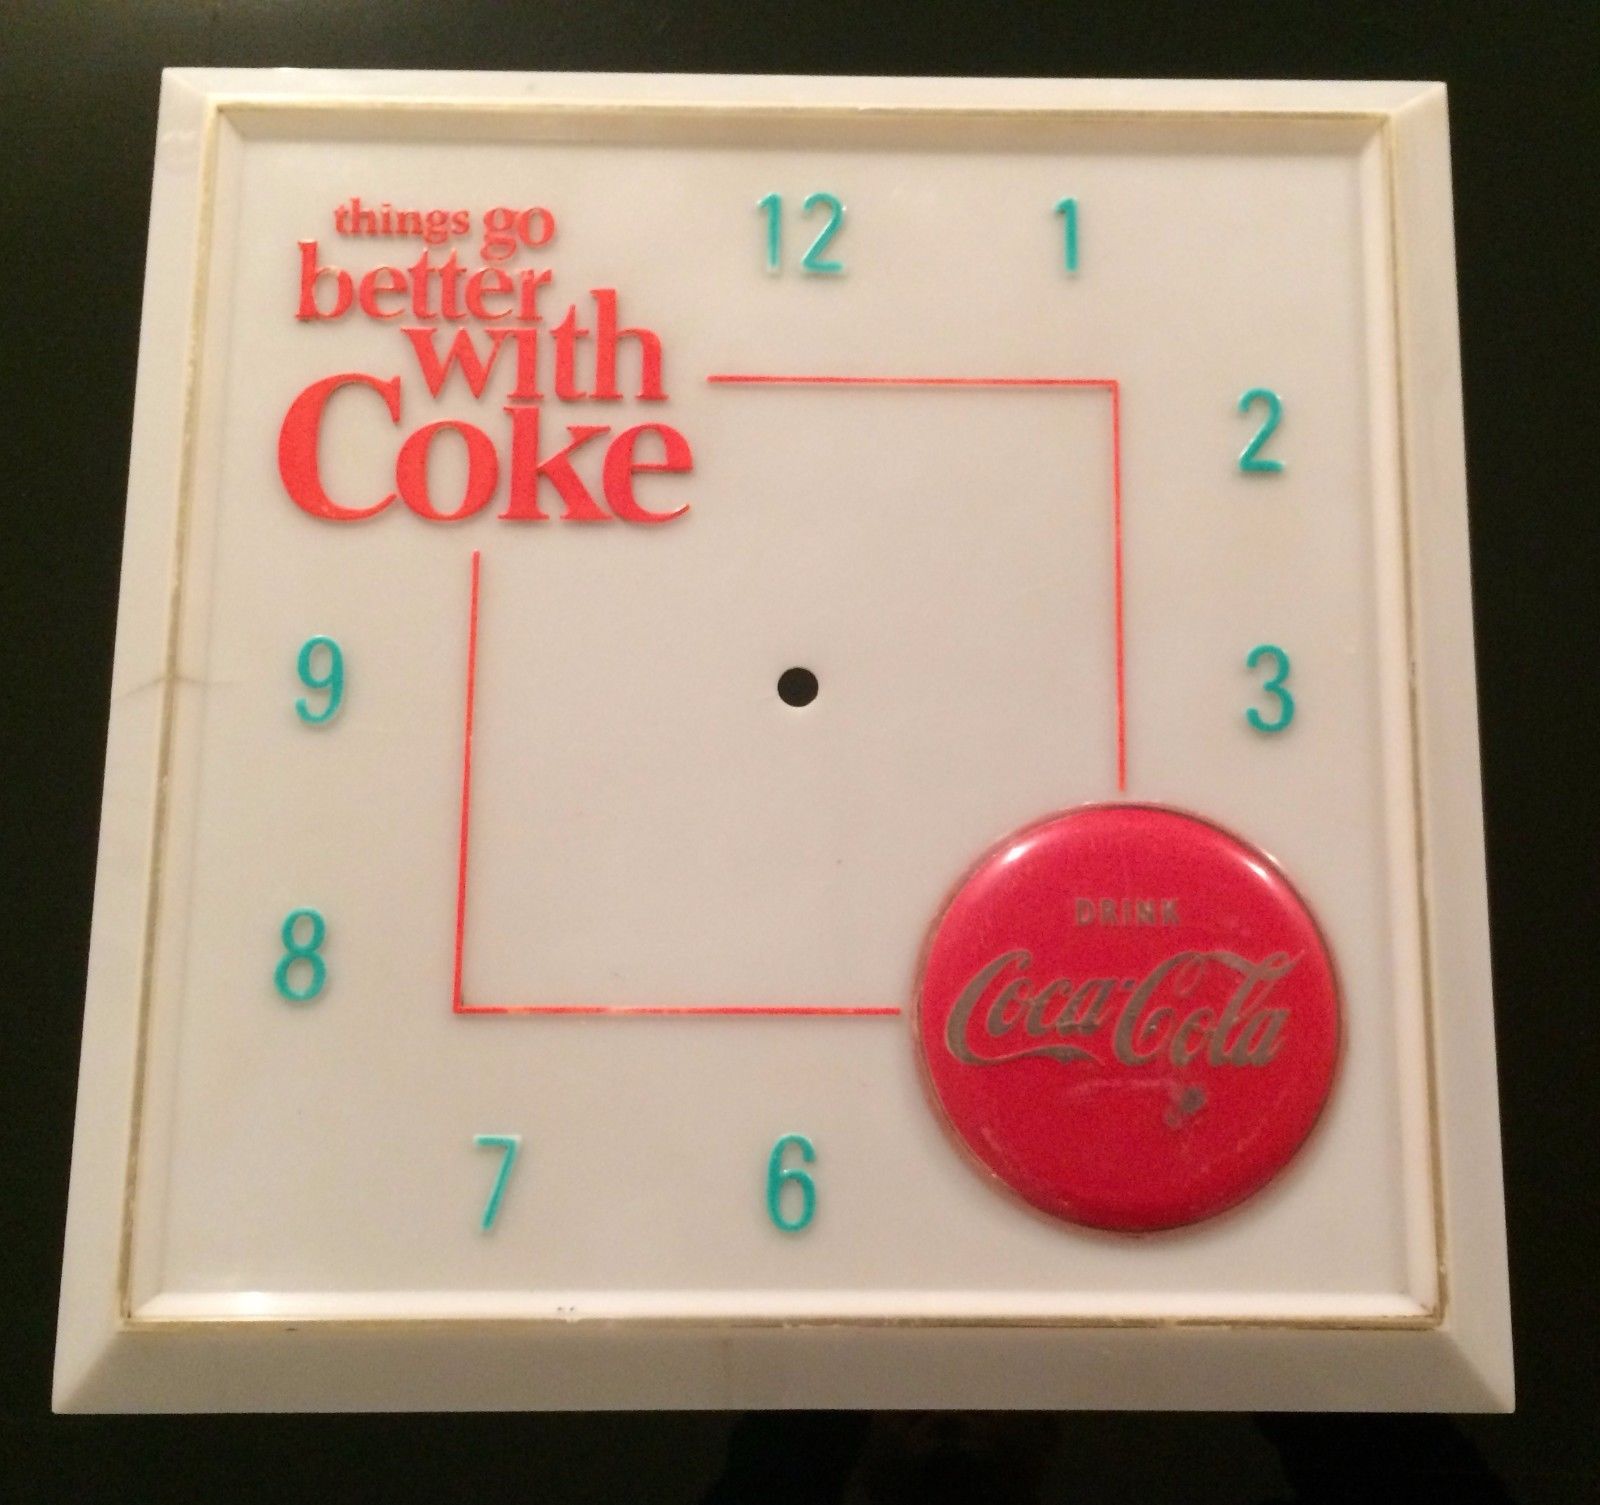 things go
better
with
Coke
12
1
2
3
9
8
7
6
DRINK
Coca-Cola